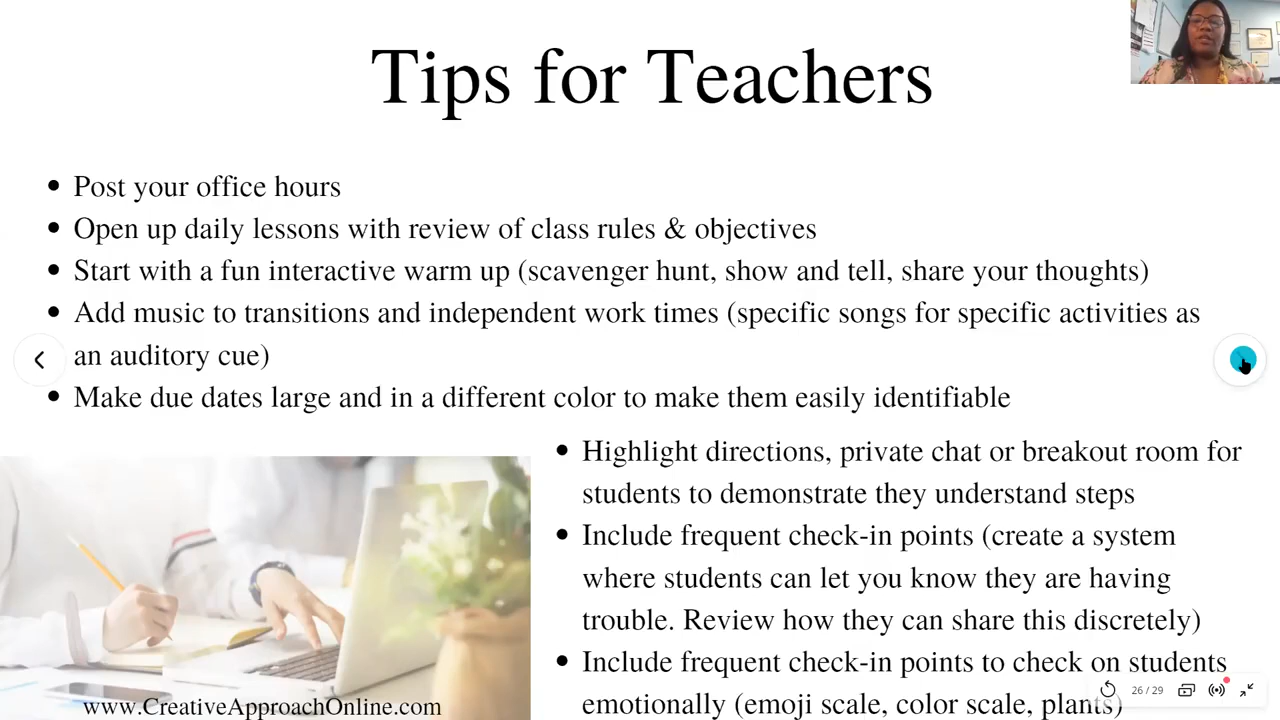 Tips for Teachers
• Post your office hours
• Open up daily lessons with review of class rules & objectives
• Start with a fun interactive warm up (scavenger hunt, show and tell, share your thoughts)
• Add music to transitions and independent work times (specific songs for specific activities as
an auditory cue)
• Make due dates large and in a different color to make them easily identifiable
• Highlight directions, private chat or breakout room for
students to demonstrate they understand steps
• Include frequent check-in points (create a system
where students can let you know they are having
trouble. Review how they can share this discretely)
• Include frequent check-in points to check on students
emotionally (emoji scale, color scale, plants)
www.CreativeApproachOnline.com
26 / 29